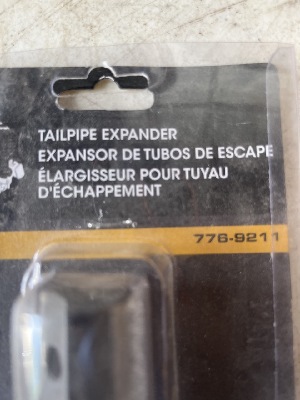 TAILPIPE EXPANDER
EXPANSOR DE TUBOS DE ESCAPE
ÉLARGISSEUR POUR TUYAU
D'ÉCHAPPEMENT
776-9211